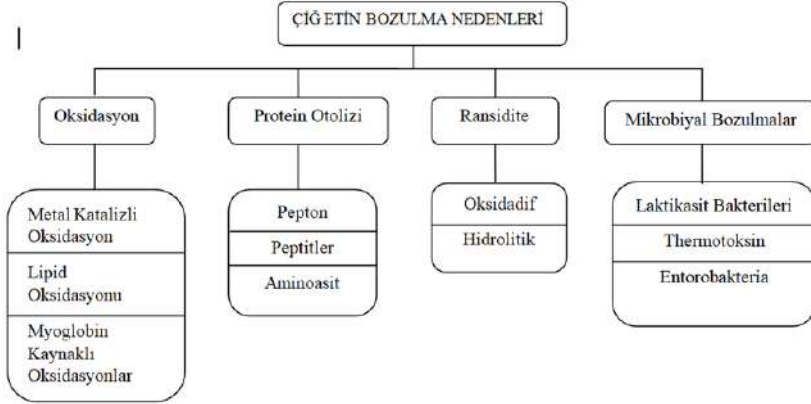 ÇİĞ ETİN BOZULMA NEDENLERİ
Oksidasyon
Protein Otolizi
Ransidite
Mikrobiyal Bozulmalar
Metal Katalizli
Oksidasyon
Lipid
Oksidasyonu
Myoglobin
Kaynaklı
Oksidasyonlar
Pepton
Peptitler
Aminoasit
Oksidadif
Hidrolitik
Laktikasit Bakterileri
Thermotoksin
Entorobakteria